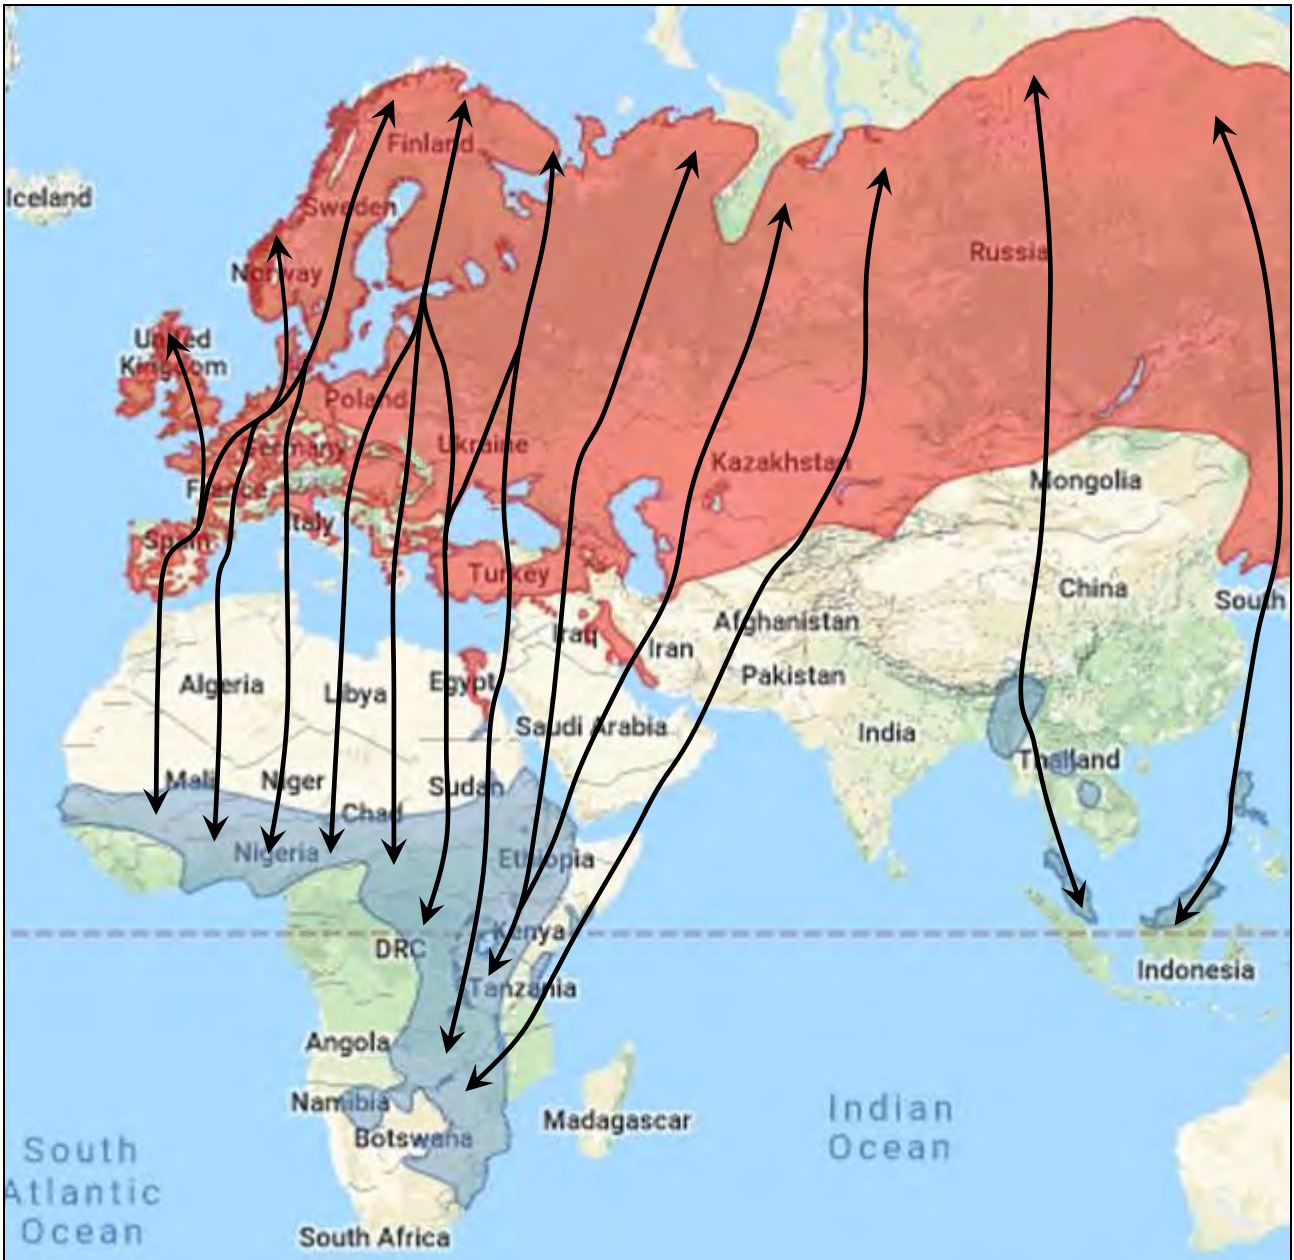 Finland
Iceland
Sweden
Russia
Norway
United
Kingdom
Poland
Germany
Ukraine
Kazakhstan
France
Mongolia
Italy
Spain
Turkey
China
South
Iraq
Iran
Afghanistan
Pakistan
Algeria
Libya
Egypt
Saudi Arabia
India
Thailand
Mali
Niger
Sudan
Chad
Nigeria
Ethiopia
Kenya
DRC
Indonesia
Tanzania
Angola
Namibia
Madagascar
Indian
Ocean
Botswana
South
Atlantic
Ocean
South Africa